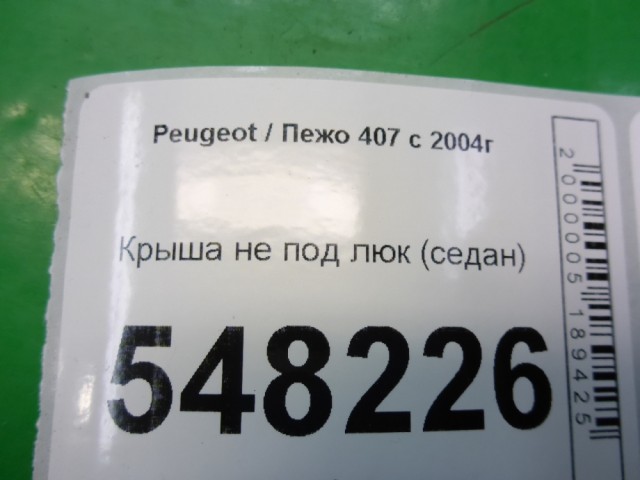 Peugeot / Пежо 407 с 2004г
Крыша не под люк (седан)
548226
2000005189425